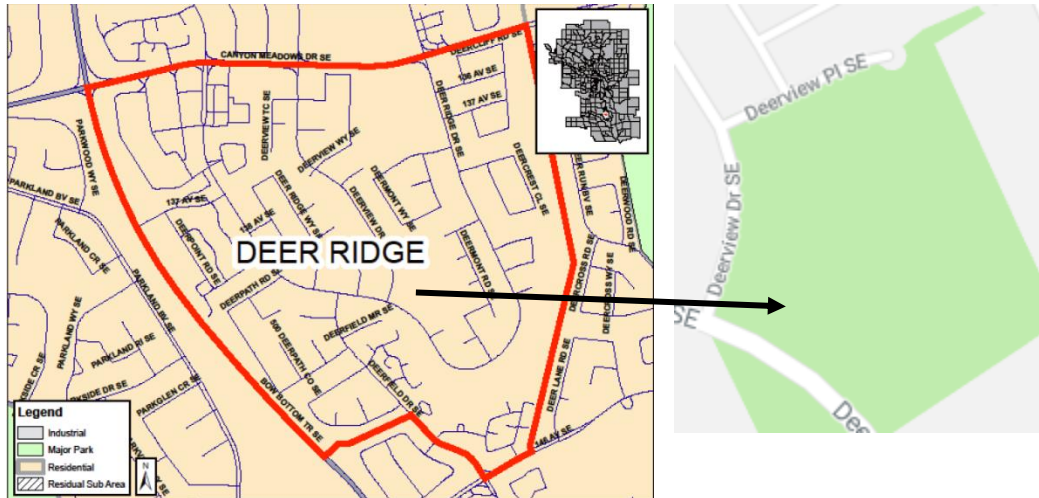 CANYON MEADOWS DR SE
DEERCLIFF RD SE
136 AV SE
137 AV SE
DEER RIDGE DR SE
DEERVIEW TC SE
DEERVIEW WY SE
PARKWOOD WY SE
PARKLAND BV SE
137 AV SE
138 AV SE
DEER RIDGE WY SE
DEERVIEW DR
DEERMONT WY SE
DEERCREST CL SE
DEER RUN BV SE
DEERWOOD RD SE
PARKLAND CR SE
DEERPOINT RD SE
DEER RIDGE
DEERMONT RD SE
DEERCROSS RD SE
DEERCROSS WY SE
PARKLAND BV SE
DEERPATH RD SE
PARKLAND WY SE
DEERFIELD MR SE
500 DEERPATH CO SE
PARKLAND RI SE
DEERFIELD DR SE
DEER LANE RD SE
PARKGLEN CR SE
BOW BOTTOM TR SE
146 AV SE
Legend
Industrial
Major Park
Residential
Residual Sub Area
N
Deerview Pl SE
Deerview Dr SE
SE
Dee